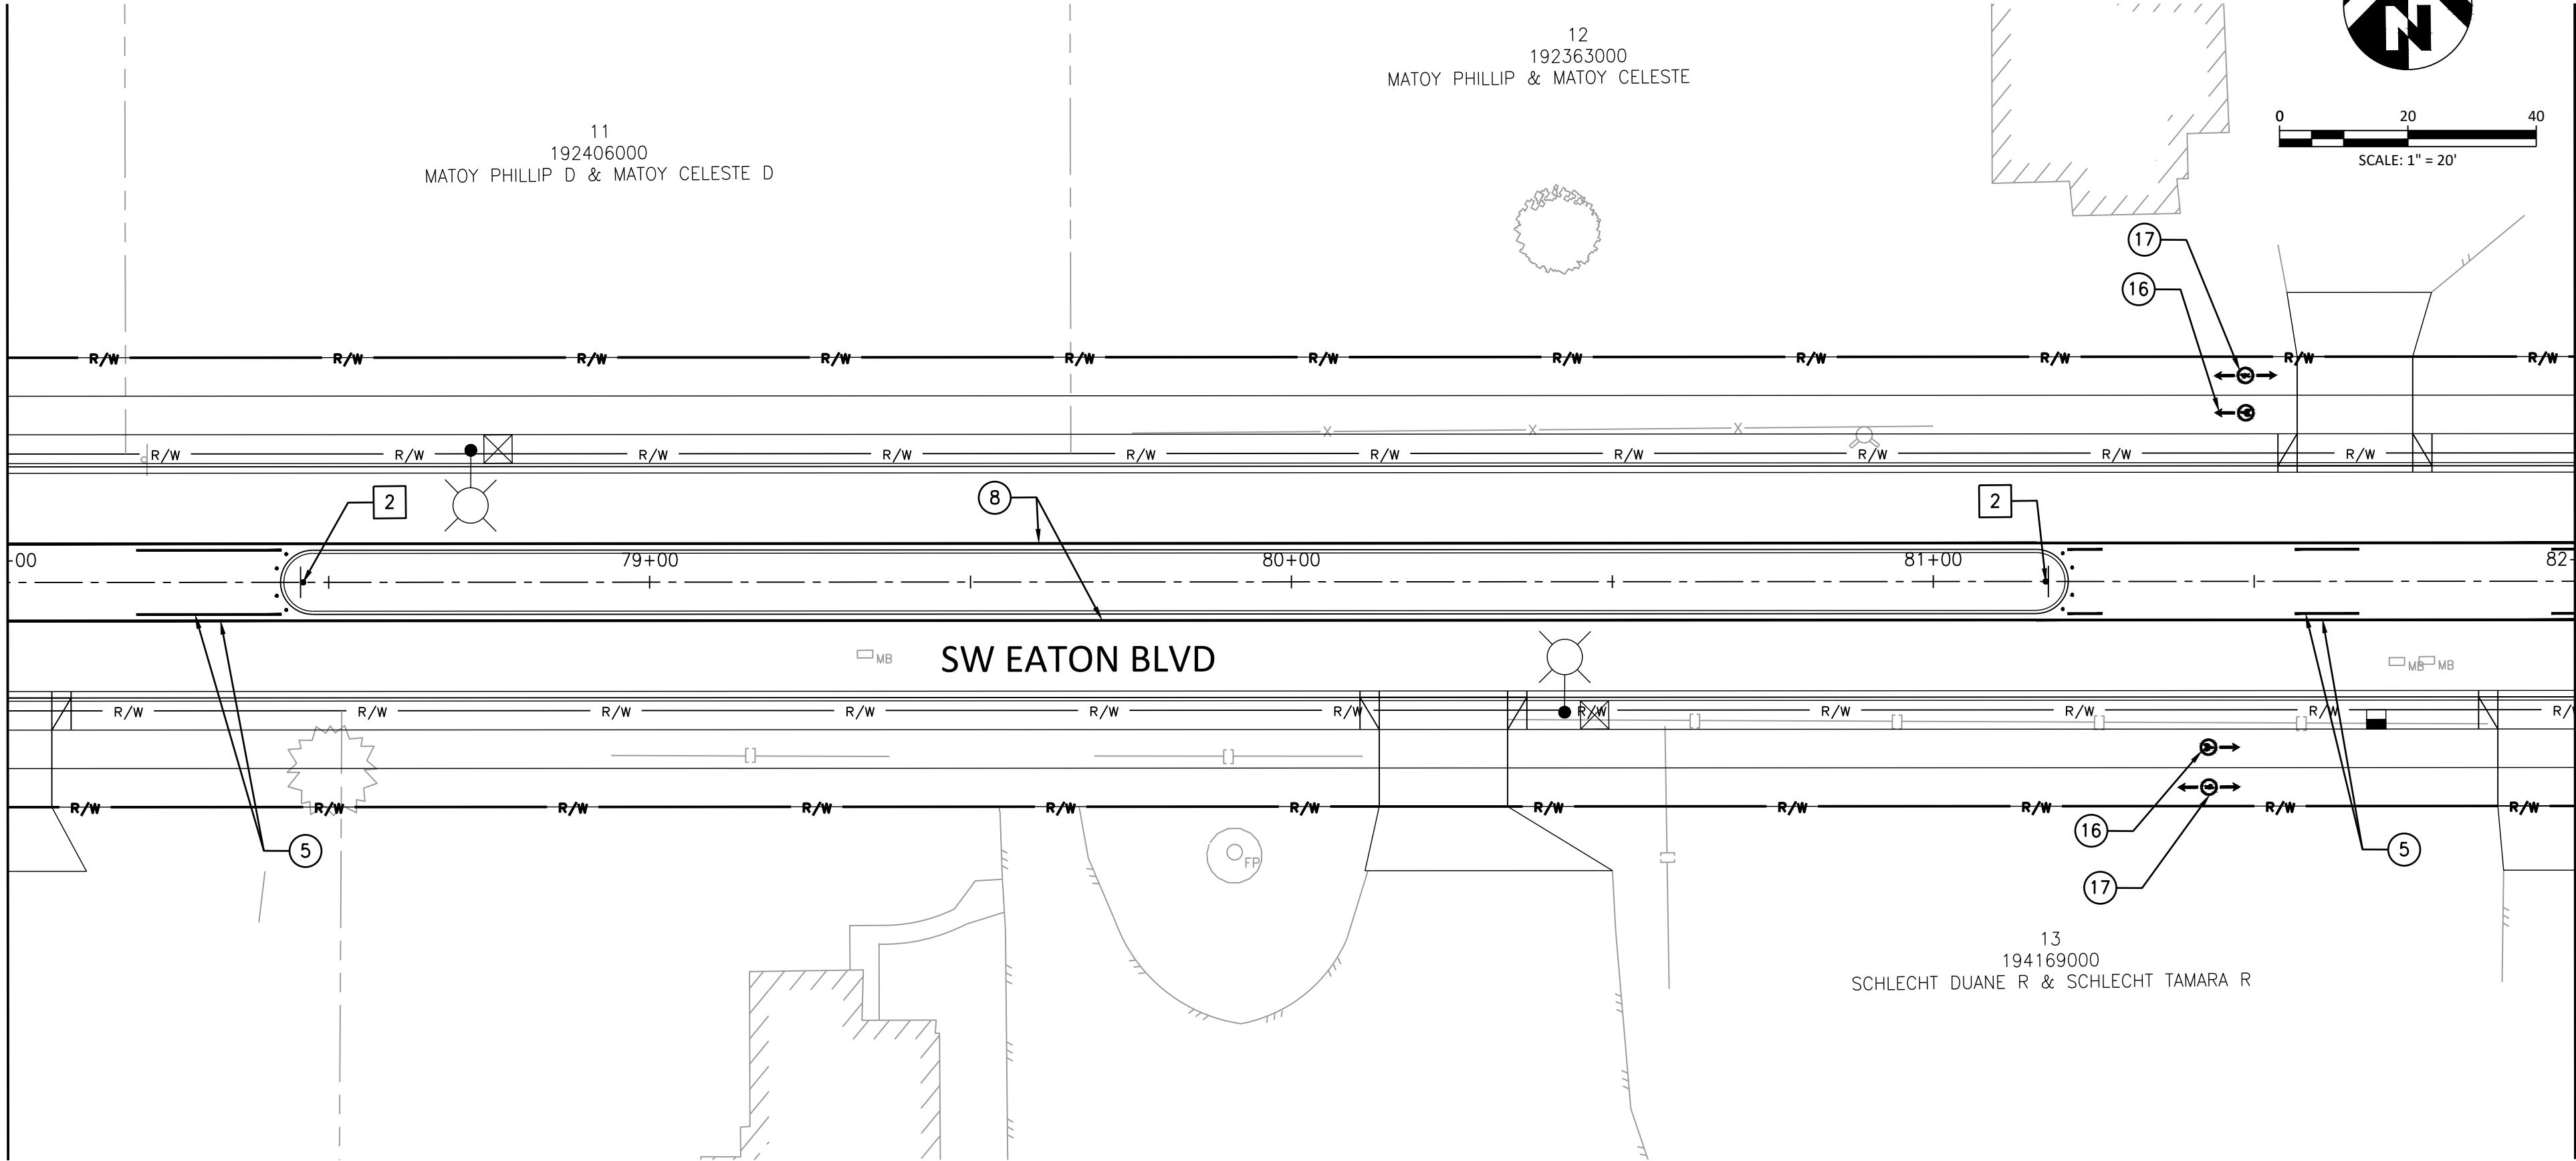 N
12
192363000
MATOY PHILLIP & MATOY CELESTE
0 20 40
SCALE: 1" = 20'
11
192406000
MATOY PHILLIP D & MATOY CELESTE D
17
16
R/W R/W R/W R/W R/W R/W R/W R/W R/W R/W R/W
X X X
R/W R/W R/W R/W R/W R/W R/W R/W R/W R/W
2
8
2
-00 79+00 80+00 81+00 82
SW EATON BLVD
MB
MB MB
R/W R/W R/W R/W R/W R/W R/W R/W R/W R/W R/W
R/W R/W R/W R/W R/W R/W R/W R/W R/W R/W R/W
16
5
5
FP
17
13
194169000
SCHLECHT DUANE R & SCHLECHT TAMARA R